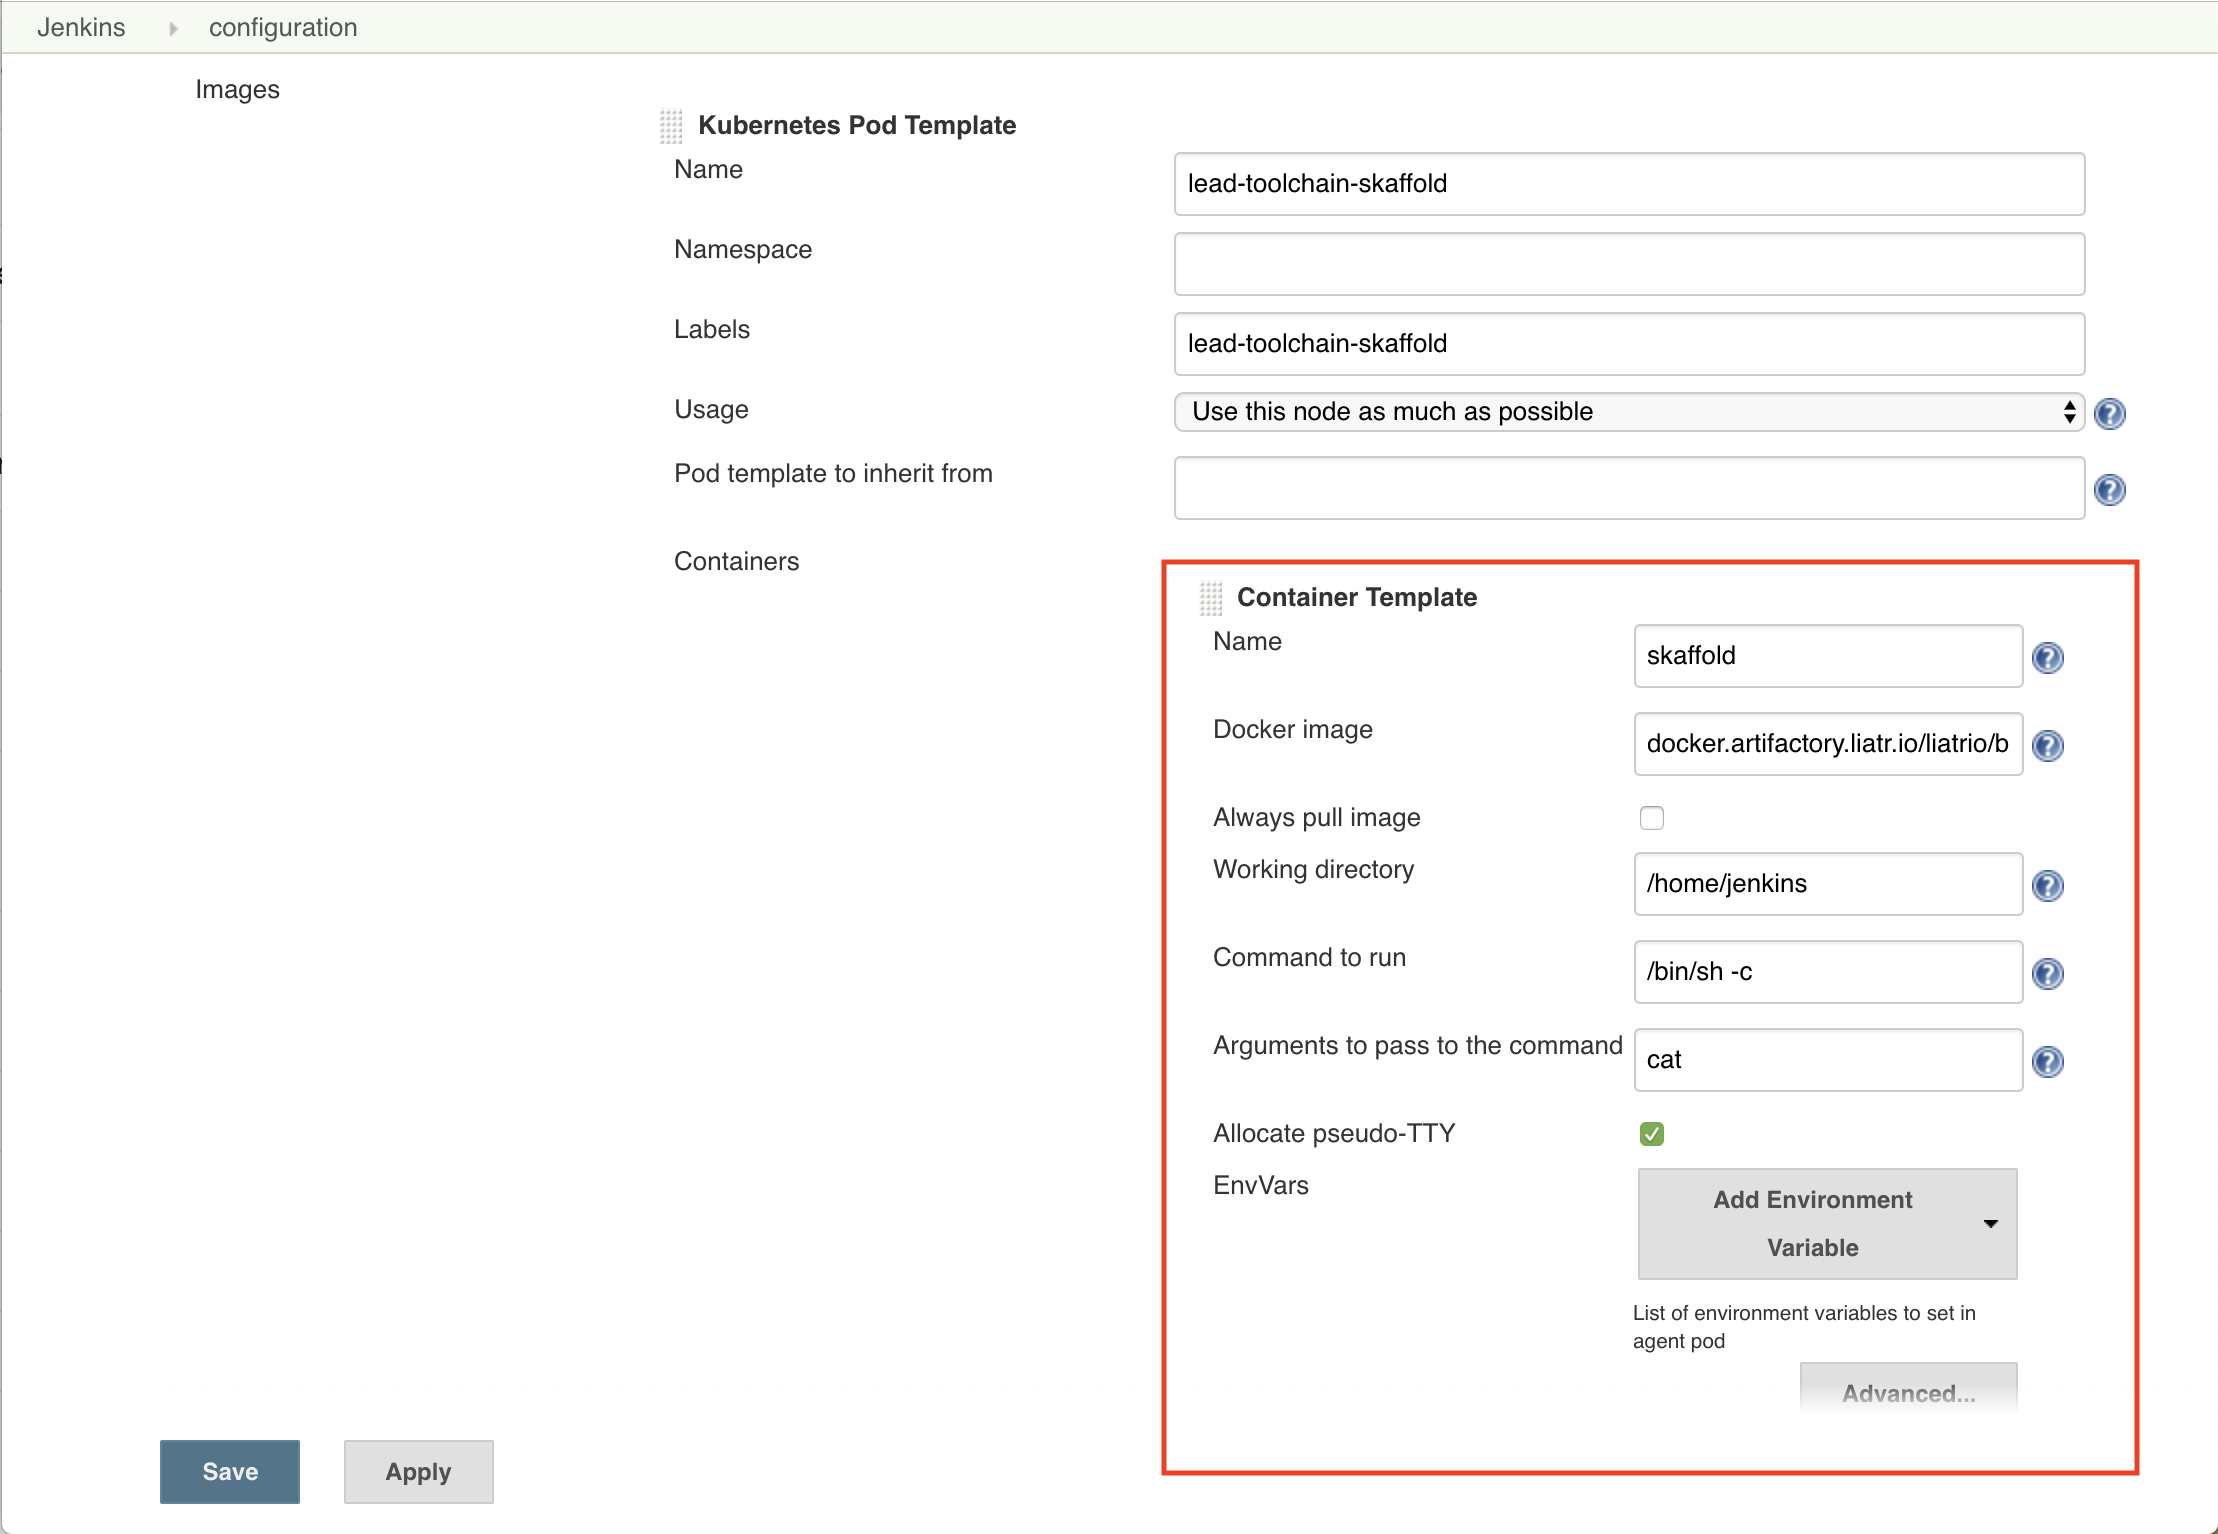 Jenkins configuration
Images
Kubernetes Pod Template
Name lead-toolchain-skaffold
Namespace
Labels lead-toolchain-skaffold
Usage Use this node as much as possible
Pod template to inherit from
Containers
Container Template
Name skaffold
Docker image docker.artifactory.liatr.io/liatrio/b
Always pull image
Working directory /home/jenkins
Command to run /bin/sh -c
Arguments to pass to the command cat
Allocate pseudo-TTY
EnvVars Add Environment
Variable
List of environment variables to set in
agent pod
Advanced...
Save Apply